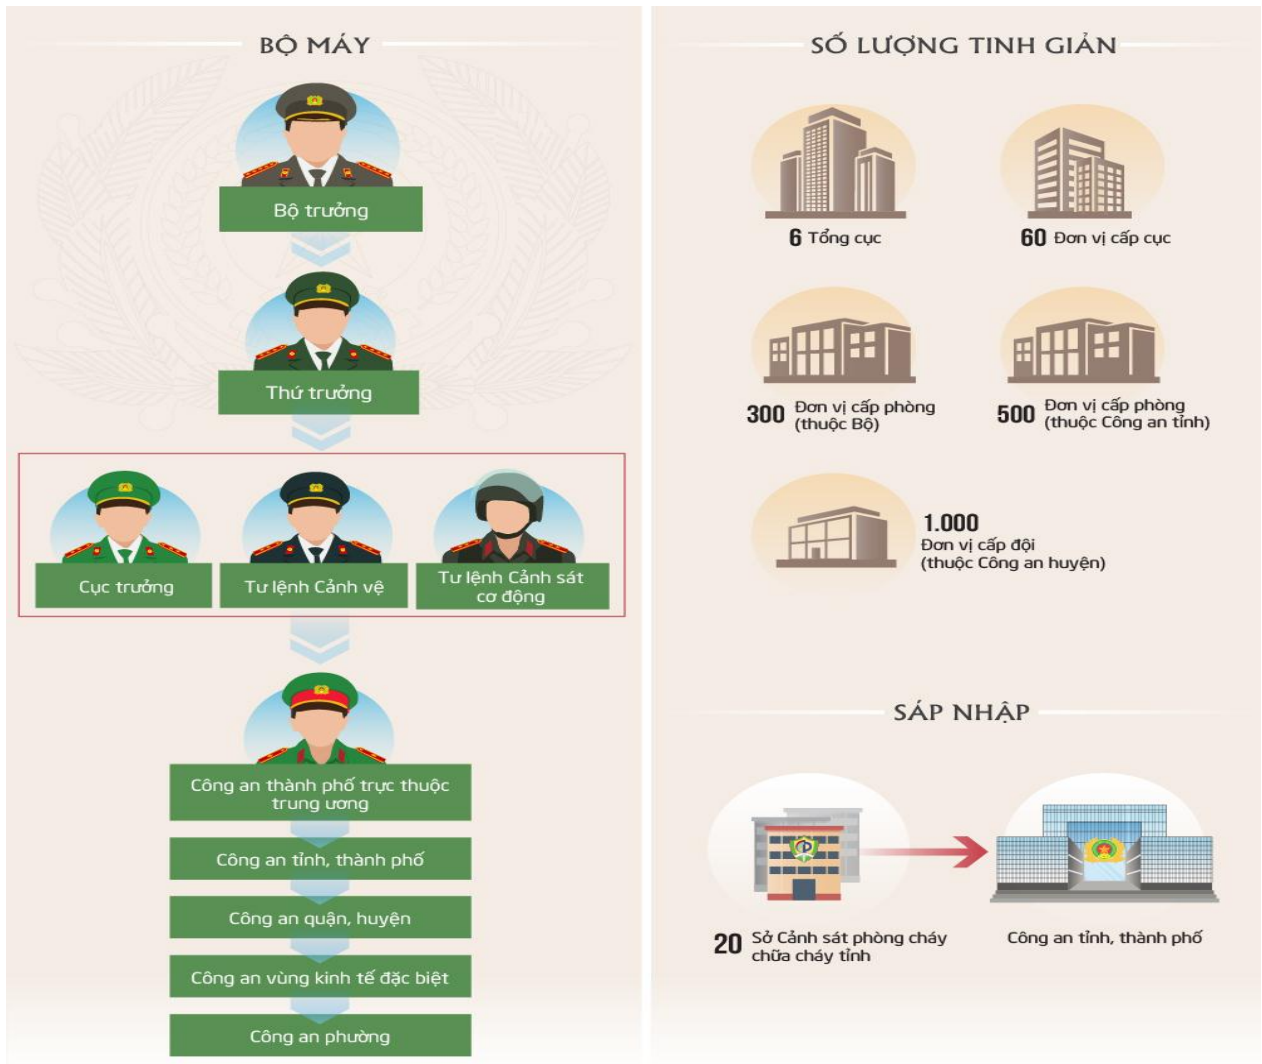 BỘ MÁY
Bộ trưởng
Thứ trưởng
Cục trưởng
Tư lệnh Cảnh vệ
Tư lệnh Cảnh sát
cơ động
Công an thành phố trực thuộc
trung ương
Công an tỉnh, thành phố
Công an quận, huyện
Công an vùng kinh tế đặc biệt
Công an phường
SỐ LƯỢNG TINH GIẢN
6 Tổng cục
60 Đơn vị cấp cục
300 Đơn vị cấp phòng
(thuộc Bộ)
500 Đơn vị cấp phòng
(thuộc Công an tỉnh)
1.000
Đơn vị cấp đội
(thuộc Công an huyện)
SÁP NHẬP
20 Sở Cảnh sát phòng cháy
chữa cháy tỉnh
Công an tỉnh, thành phố